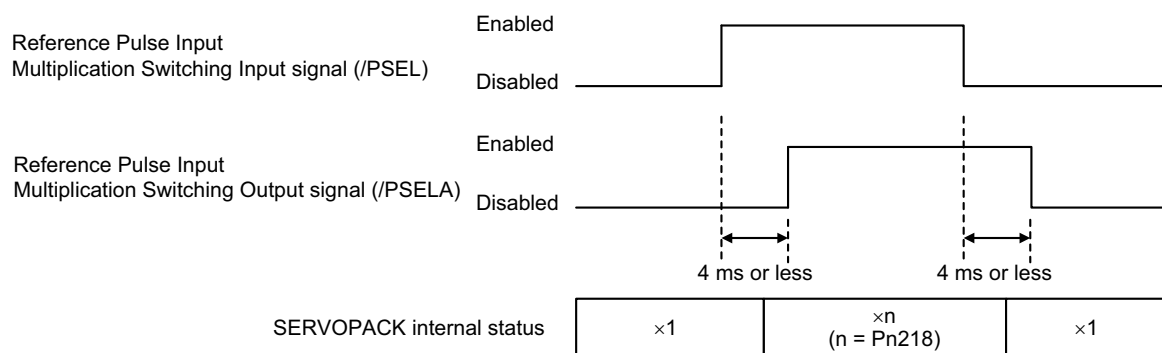 Enabled
Reference Pulse Input
Multiplication Switching Input signal (/PSEL)
Disabled
Enabled
Reference Pulse Input
Multiplication Switching Output signal (/PSELA)
Disabled
4 ms or less 4 ms or less
SERVOPACK internal status ×1 ×n ×1
(n = Pn218)